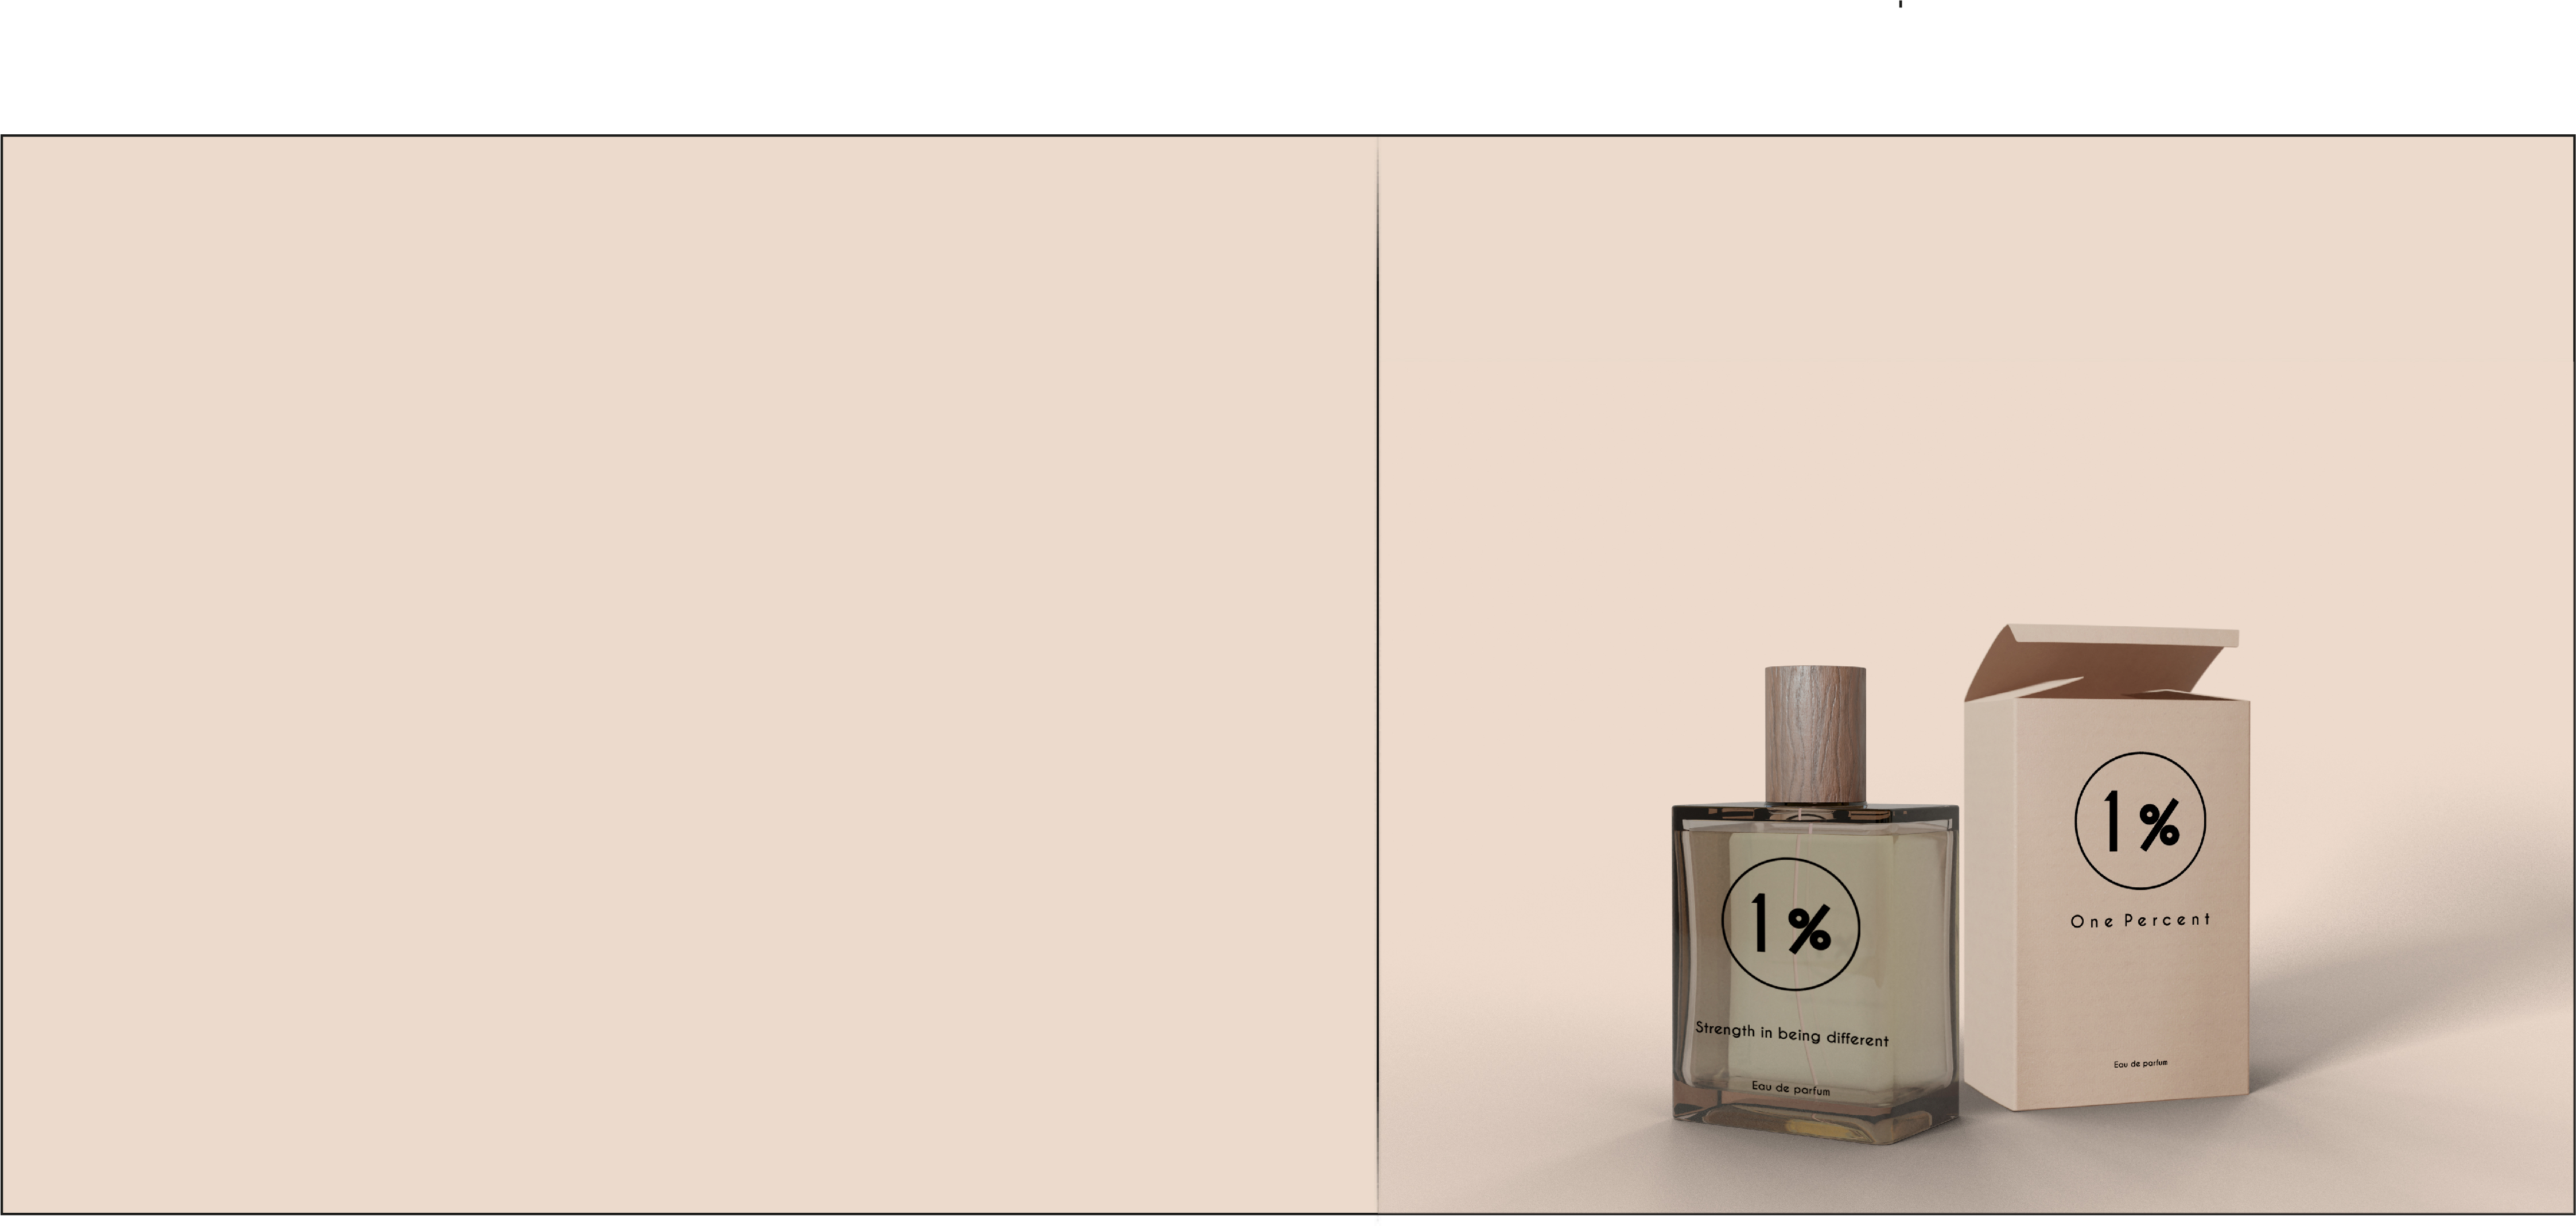 1%
Strength in being different
Eau de parfum
1%
One Percent
Eau de parfum